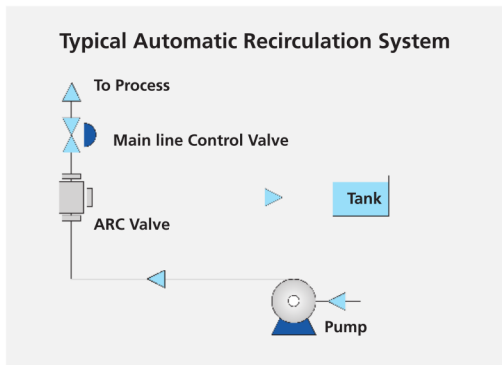 Typical Automatic Recirculation System
To Process
Main line Control Valve
Tank
ARC Valve
Pump